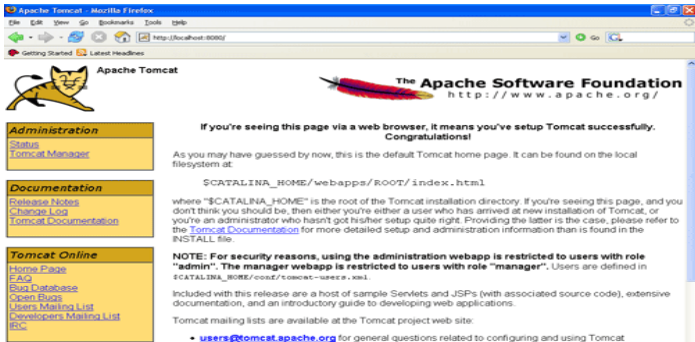 Apache Tomcat - Mozilla Firefox
File Edit View Go Bookmarks Tools Help
http://localhost:8080/
Go
Getting Started Latest Headlines
Apache Tomcat
The Apache Software Foundation
http://www.apache.org/
Administration
Status
Tomcat Manager
Documentation
Release Notes
Change Log
Tomcat Documentation
Tomcat Online
Home Page
FAQ
Bug Database
Open Bugs
Users Mailing List
Developers Mailing List
IRC
If you're seeing this page via a web browser, it means you've setup Tomcat successfully.
Congratulations!
As you may have guessed by now, this is the default Tomcat home page. It can be found on the local
filesystem at:
$CATALINA_HOME/webapps/ROOT/index.html
where "$CATALINA_HOME" is the root of the Tomcat installation directory. If you're seeing this page, and you
don't think you should be, then either you're either a user who has arrived at new installation of Tomcat, or
you're an administrator who hasn't got his/her setup quite right. Providing the latter is the case, please refer to
the Tomcat Documentation for more detailed setup and administration information than is found in the
INSTALL file.
NOTE: For security reasons, using the administration webapp is restricted to users with role
"admin". The manager webapp is restricted to users with role "manager". Users are defined in
$CATALINA_HOME/conf/tomcat-users.xml.
Included with this release are a host of sample Servlets and JSPs (with associated source code), extensive
documentation, and an introductory guide to developing web applications.
Tomcat mailing lists are available at the Tomcat project web site:
• users@tomcat.apache.org for general questions related to configuring and using Tomcat